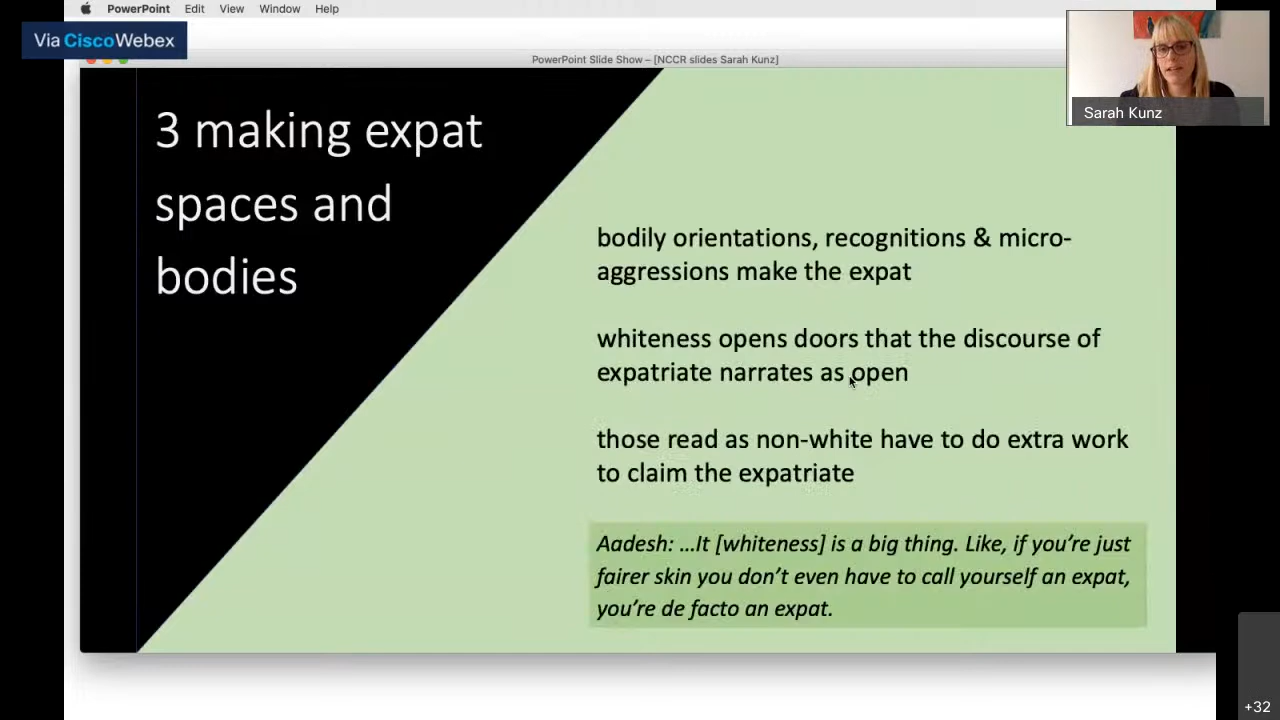 PowerPoint Edit View Window Help
Via CiscoWebex
PowerPoint Slide Show – [NCCR slides Sarah Kunz]
Sarah Kunz
3 making expat
spaces and
bodies
bodily orientations, recognitions & micro-
aggressions make the expat
whiteness opens doors that the discourse of
expatriate narrates as open
those read as non-white have to do extra work
to claim the expatriate
Aadesh: …It [whiteness] is a big thing. Like, if you’re just
fairer skin you don’t even have to call yourself an expat,
you’re de facto an expat.
+32